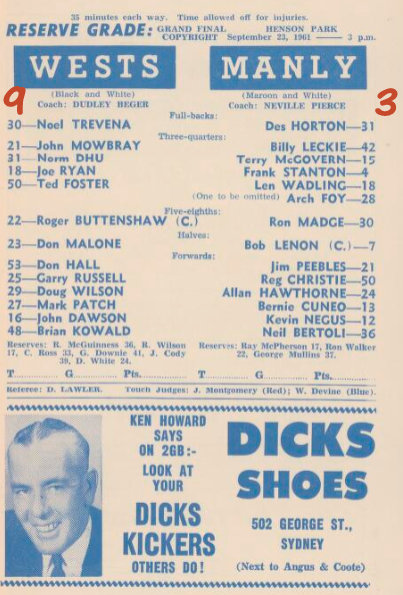 35 minutes each way. Time allowed off for injuries.
RESERVE GRADE: GRAND FINAL HENSON PARK
COPYRIGHT September 23, 1961 —— 3 p.m.
WESTS MANLY
(Black and White) (Maroon and White)
9 Coach: DUDLEY BEGER Coach: NEVILLE PIERCE 3
Full-backs:
30—Noel TREVENA Des HORTON—31
Three-quarters:
21—John MOWBRAY Billy LECKIE—42
31—Norm DHU Terry McGOVERN—15
18—Joe RYAN Frank STANTON—4
50—Ted FOSTER Len WADLING—18
(One to be omitted) Arch FOY—28
Five-eighths:
22—Roger BUTTENSHAW (C.) Ron MADGE—30
Halves:
23—Don MALONE Bob LENON (C.)—7
Forwards:
53—Don HALL Jim PEEBLES—21
25—Garry RUSSELL Reg CHRISTIE—50
29—Doug WILSON Allan HAWTHORNE—24
27—Mark PATCH Bernie CUNEO—13
16—John DAWSON Kevin NEGUS—12
48—Brian KOWALD Neil BERTOLI—36
Reserves: R. McGUINNESS 36, R. Wilson Reserves: Ray McPHERSON 17, Ron Walker
17, C. Ross 33, G. Downie 41, J. Cody 22, George Mullins 37.
39, D. White 24.
T............ G............ Pts............ T............ G............ Pts............
Referee: D. LAWLER. Touch Judges: J. Montgomery (Red); W. Devine (Blue).
KEN HOWARD
SAYS
ON 2GB:-
LOOK AT
YOUR
DICKS
KICKERS
OTHERS DO!
DICKS
SHOES
502 GEORGE ST.,
SYDNEY
(Next to Angus & Coote)